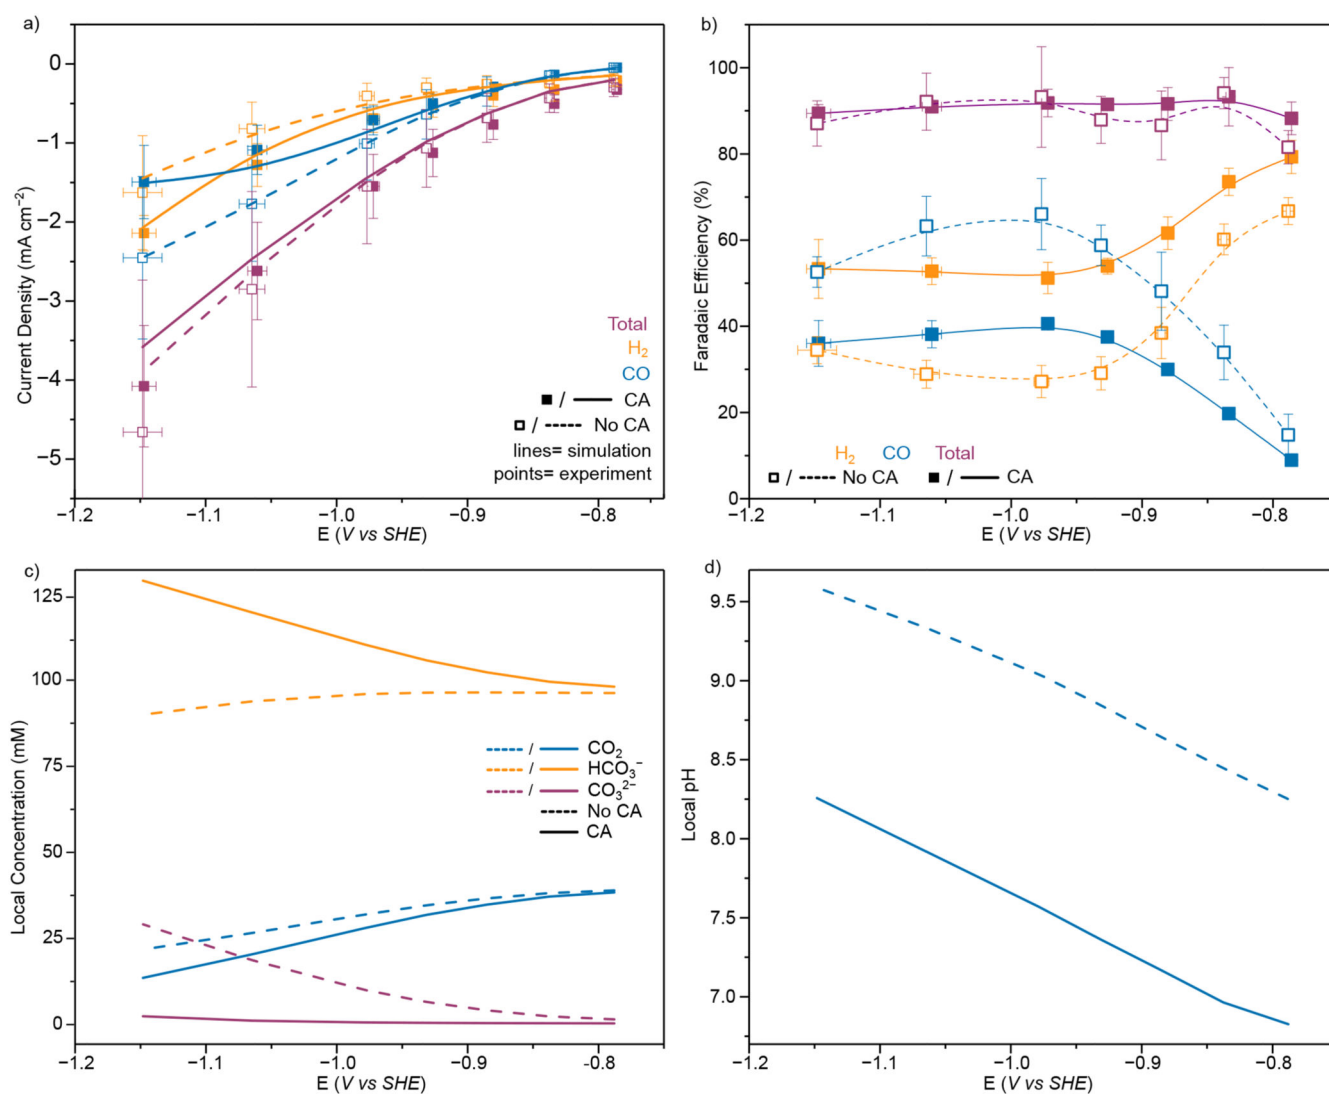 a)
Current Density (mA cm⁻²)
0
−1
−2
−3
−4
−5
Total
H₂
CO
■ / — CA
□ / ---- No CA
lines= simulation
points= experiment
−1.2
−1.1
−1.0
−0.9
−0.8
E (V vs SHE)
b)
Faradaic Efficiency (%)
100
80
60
40
20
0
H₂ CO Total
□ / ---- No CA ■ / — CA
−1.2
−1.1
−1.0
−0.9
−0.8
E (V vs SHE)
c)
Local Concentration (mM)
125
100
75
50
25
0
---- / — CO₂
---- / — HCO₃⁻
---- / — CO₃²⁻
---- No CA
— CA
−1.2
−1.1
−1.0
−0.9
−0.8
E (V vs SHE)
d)
Local pH
9.5
9.0
8.5
8.0
7.5
7.0
−1.2
−1.1
−1.0
−0.9
−0.8
E (V vs SHE)